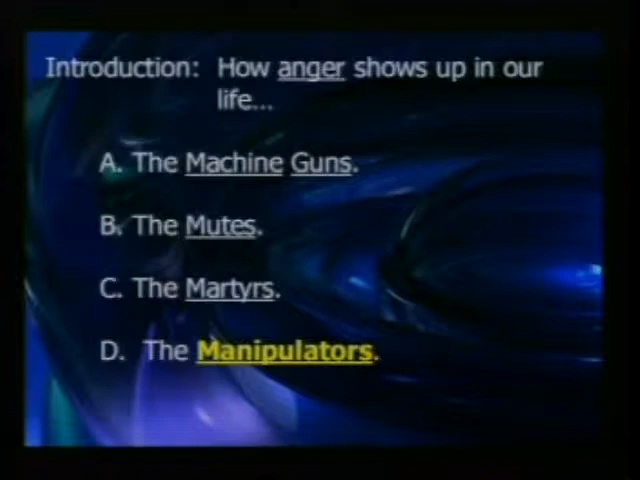 Introduction: How anger shows up in our
life...
A. The Machine Guns.
B. The Mutes.
C. The Martyrs.
D. The Manipulators.